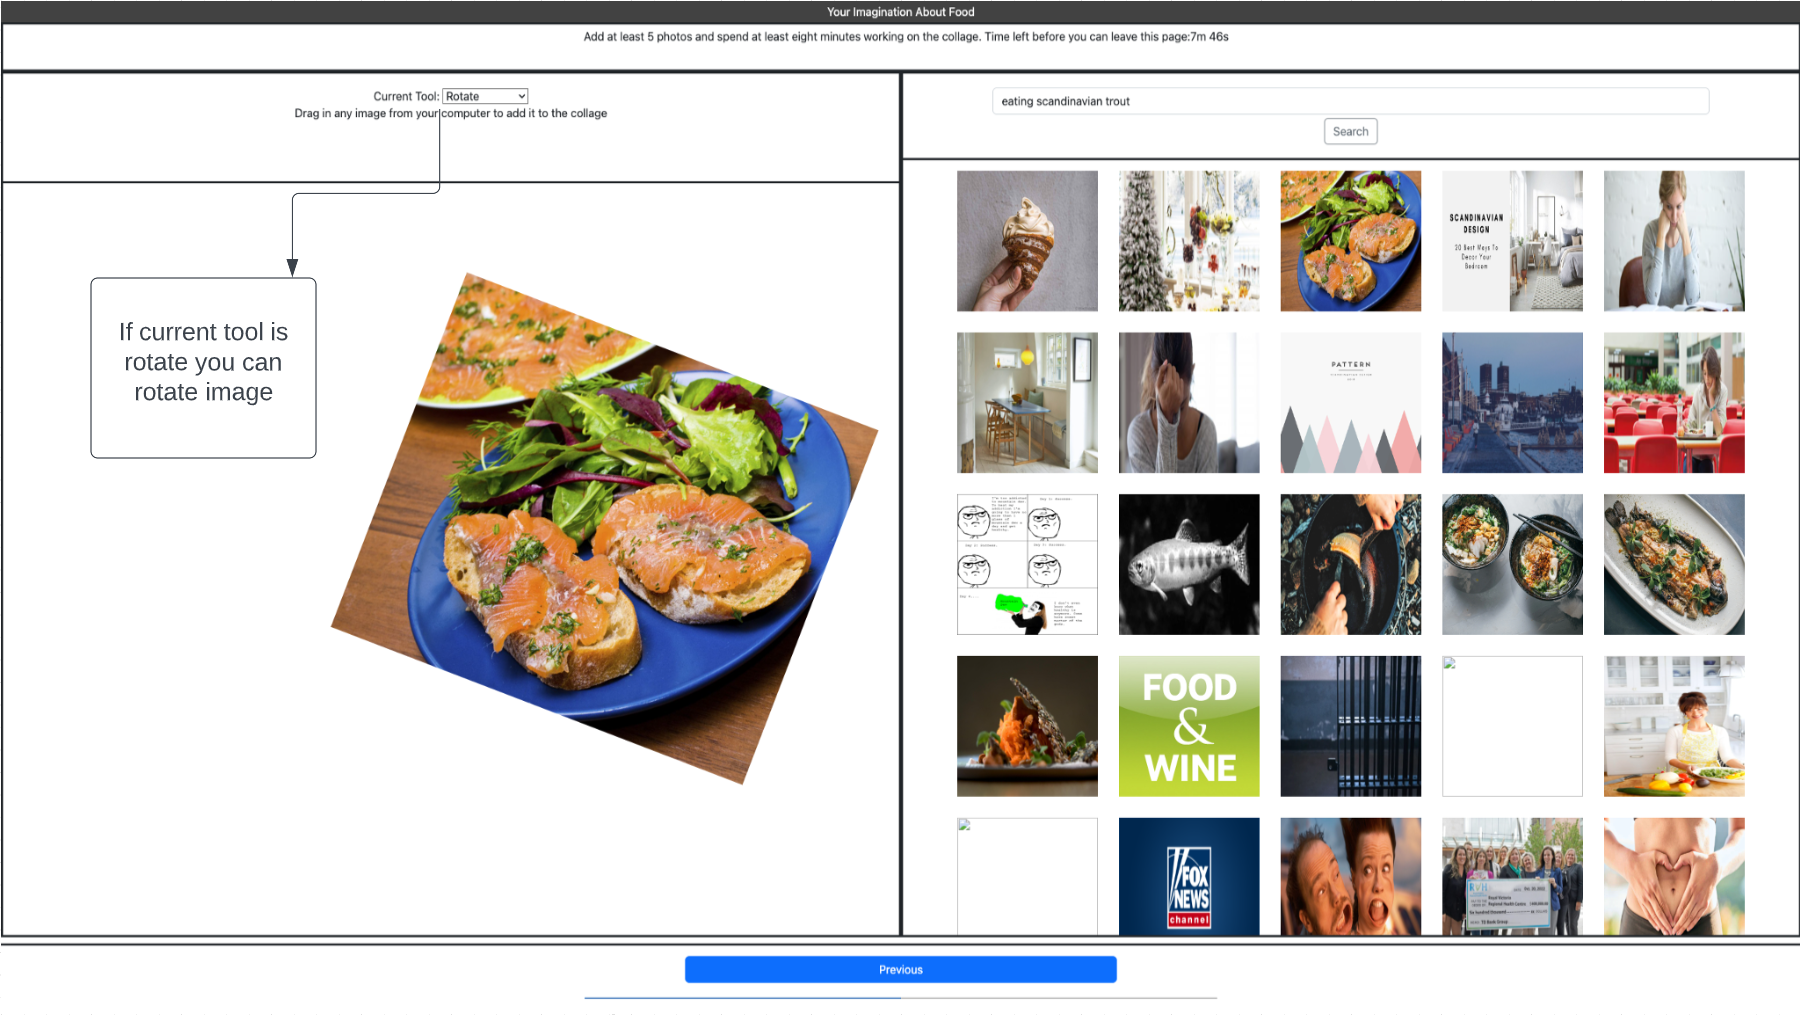 Your Imagination About Food
Add at least 5 photos and spend at least eight minutes working on the collage. Time left before you can leave this page:7m 46s
Current Tool: Rotate
Drag in any image from your computer to add it to the collage
If current tool is
rotate you can
rotate image
eating scandinavian trout
Search
SCANDINAVIAN
DESIGN
20 Best Ways To
Decor Your
Bedroom
PATTERN
FOOD
&
WINE
FOX
NEWS
channel
RVH
Previous